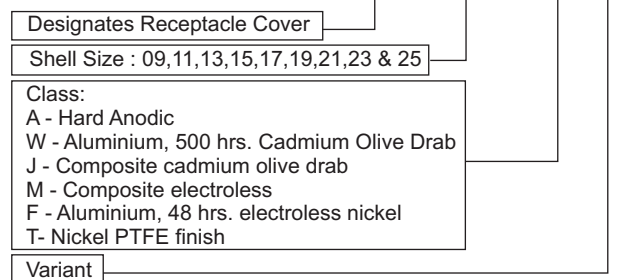 Designates Receptacle Cover
Shell Size : 09,11,13,15,17,19,21,23 & 25
Class:
A - Hard Anodic
W - Aluminium, 500 hrs. Cadmium Olive Drab
J - Composite cadmium olive drab
M - Composite electroless
F - Aluminium, 48 hrs. electroless nickel
T- Nickel PTFE finish
Variant